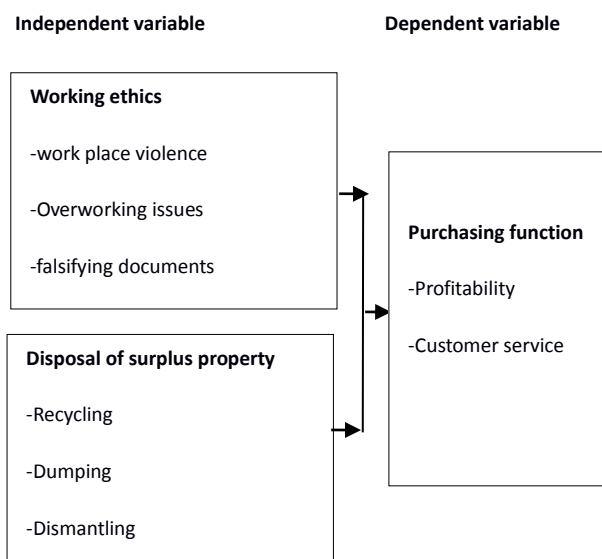 Independent variable
Dependent variable
Working ethics
-work place violence
-Overworking issues
-falsifying documents
Disposal of surplus property
-Recycling
-Dumping
-Dismantling
Purchasing function
-Profitability
-Customer service